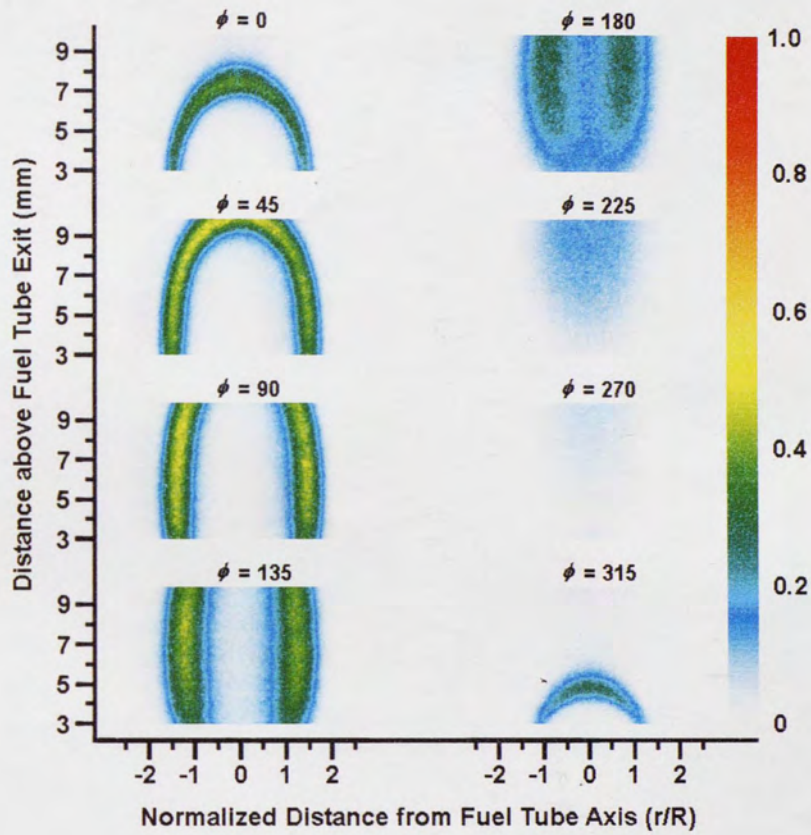 ϕ = 0
ϕ = 180
9
7
5
3
ϕ = 45
ϕ = 225
9
7
5
3
ϕ = 90
ϕ = 270
9
7
5
3
ϕ = 135
ϕ = 315
9
7
5
3
1.0
0.8
0.6
0.4
0.2
0
-2 -1 0 1 2
-2 -1 0 1 2
Distance above Fuel Tube Exit (mm)
Normalized Distance from Fuel Tube Axis (r/R)